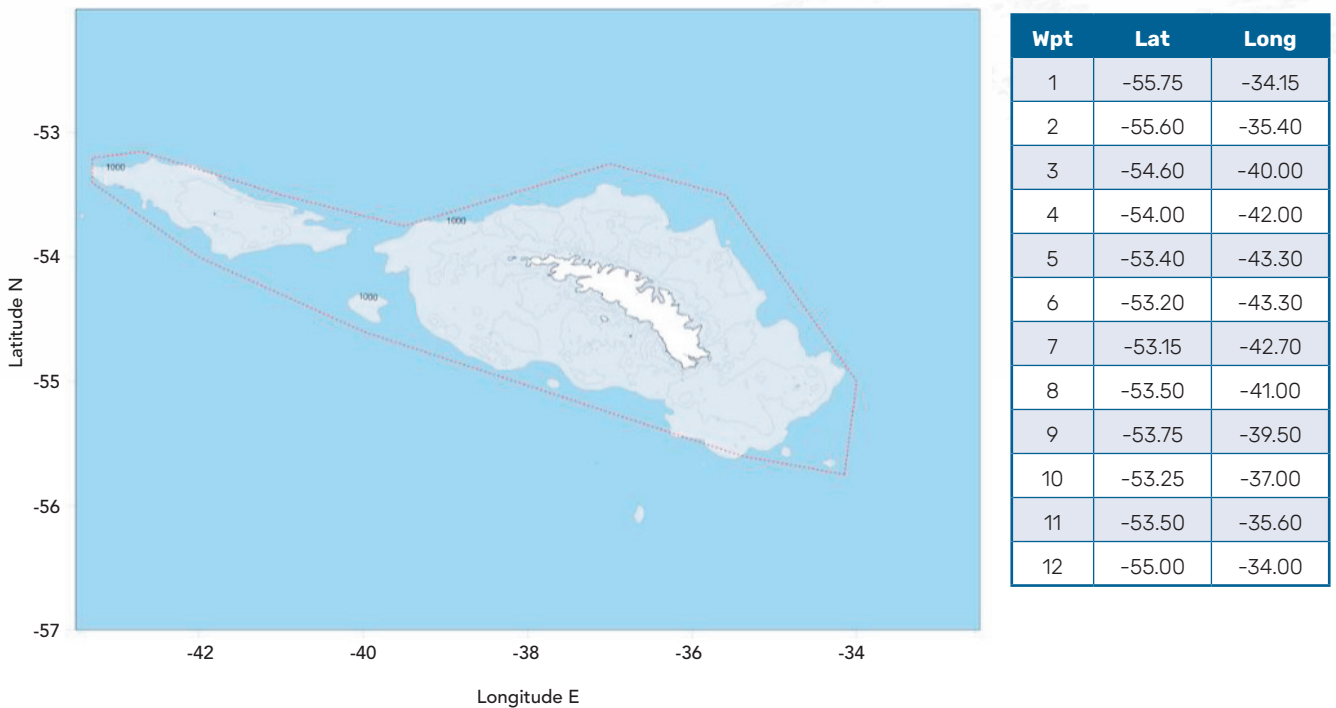 -53
-54
-55
-56
-57
Latitude N
1000
1000
1000
-42
-40
-38
-36
-34
Longitude E
Wpt Lat Long
1 -55.75 -34.15
2 -55.60 -35.40
3 -54.60 -40.00
4 -54.00 -42.00
5 -53.40 -43.30
6 -53.20 -43.30
7 -53.15 -42.70
8 -53.50 -41.00
9 -53.75 -39.50
10 -53.25 -37.00
11 -53.50 -35.60
12 -55.00 -34.00